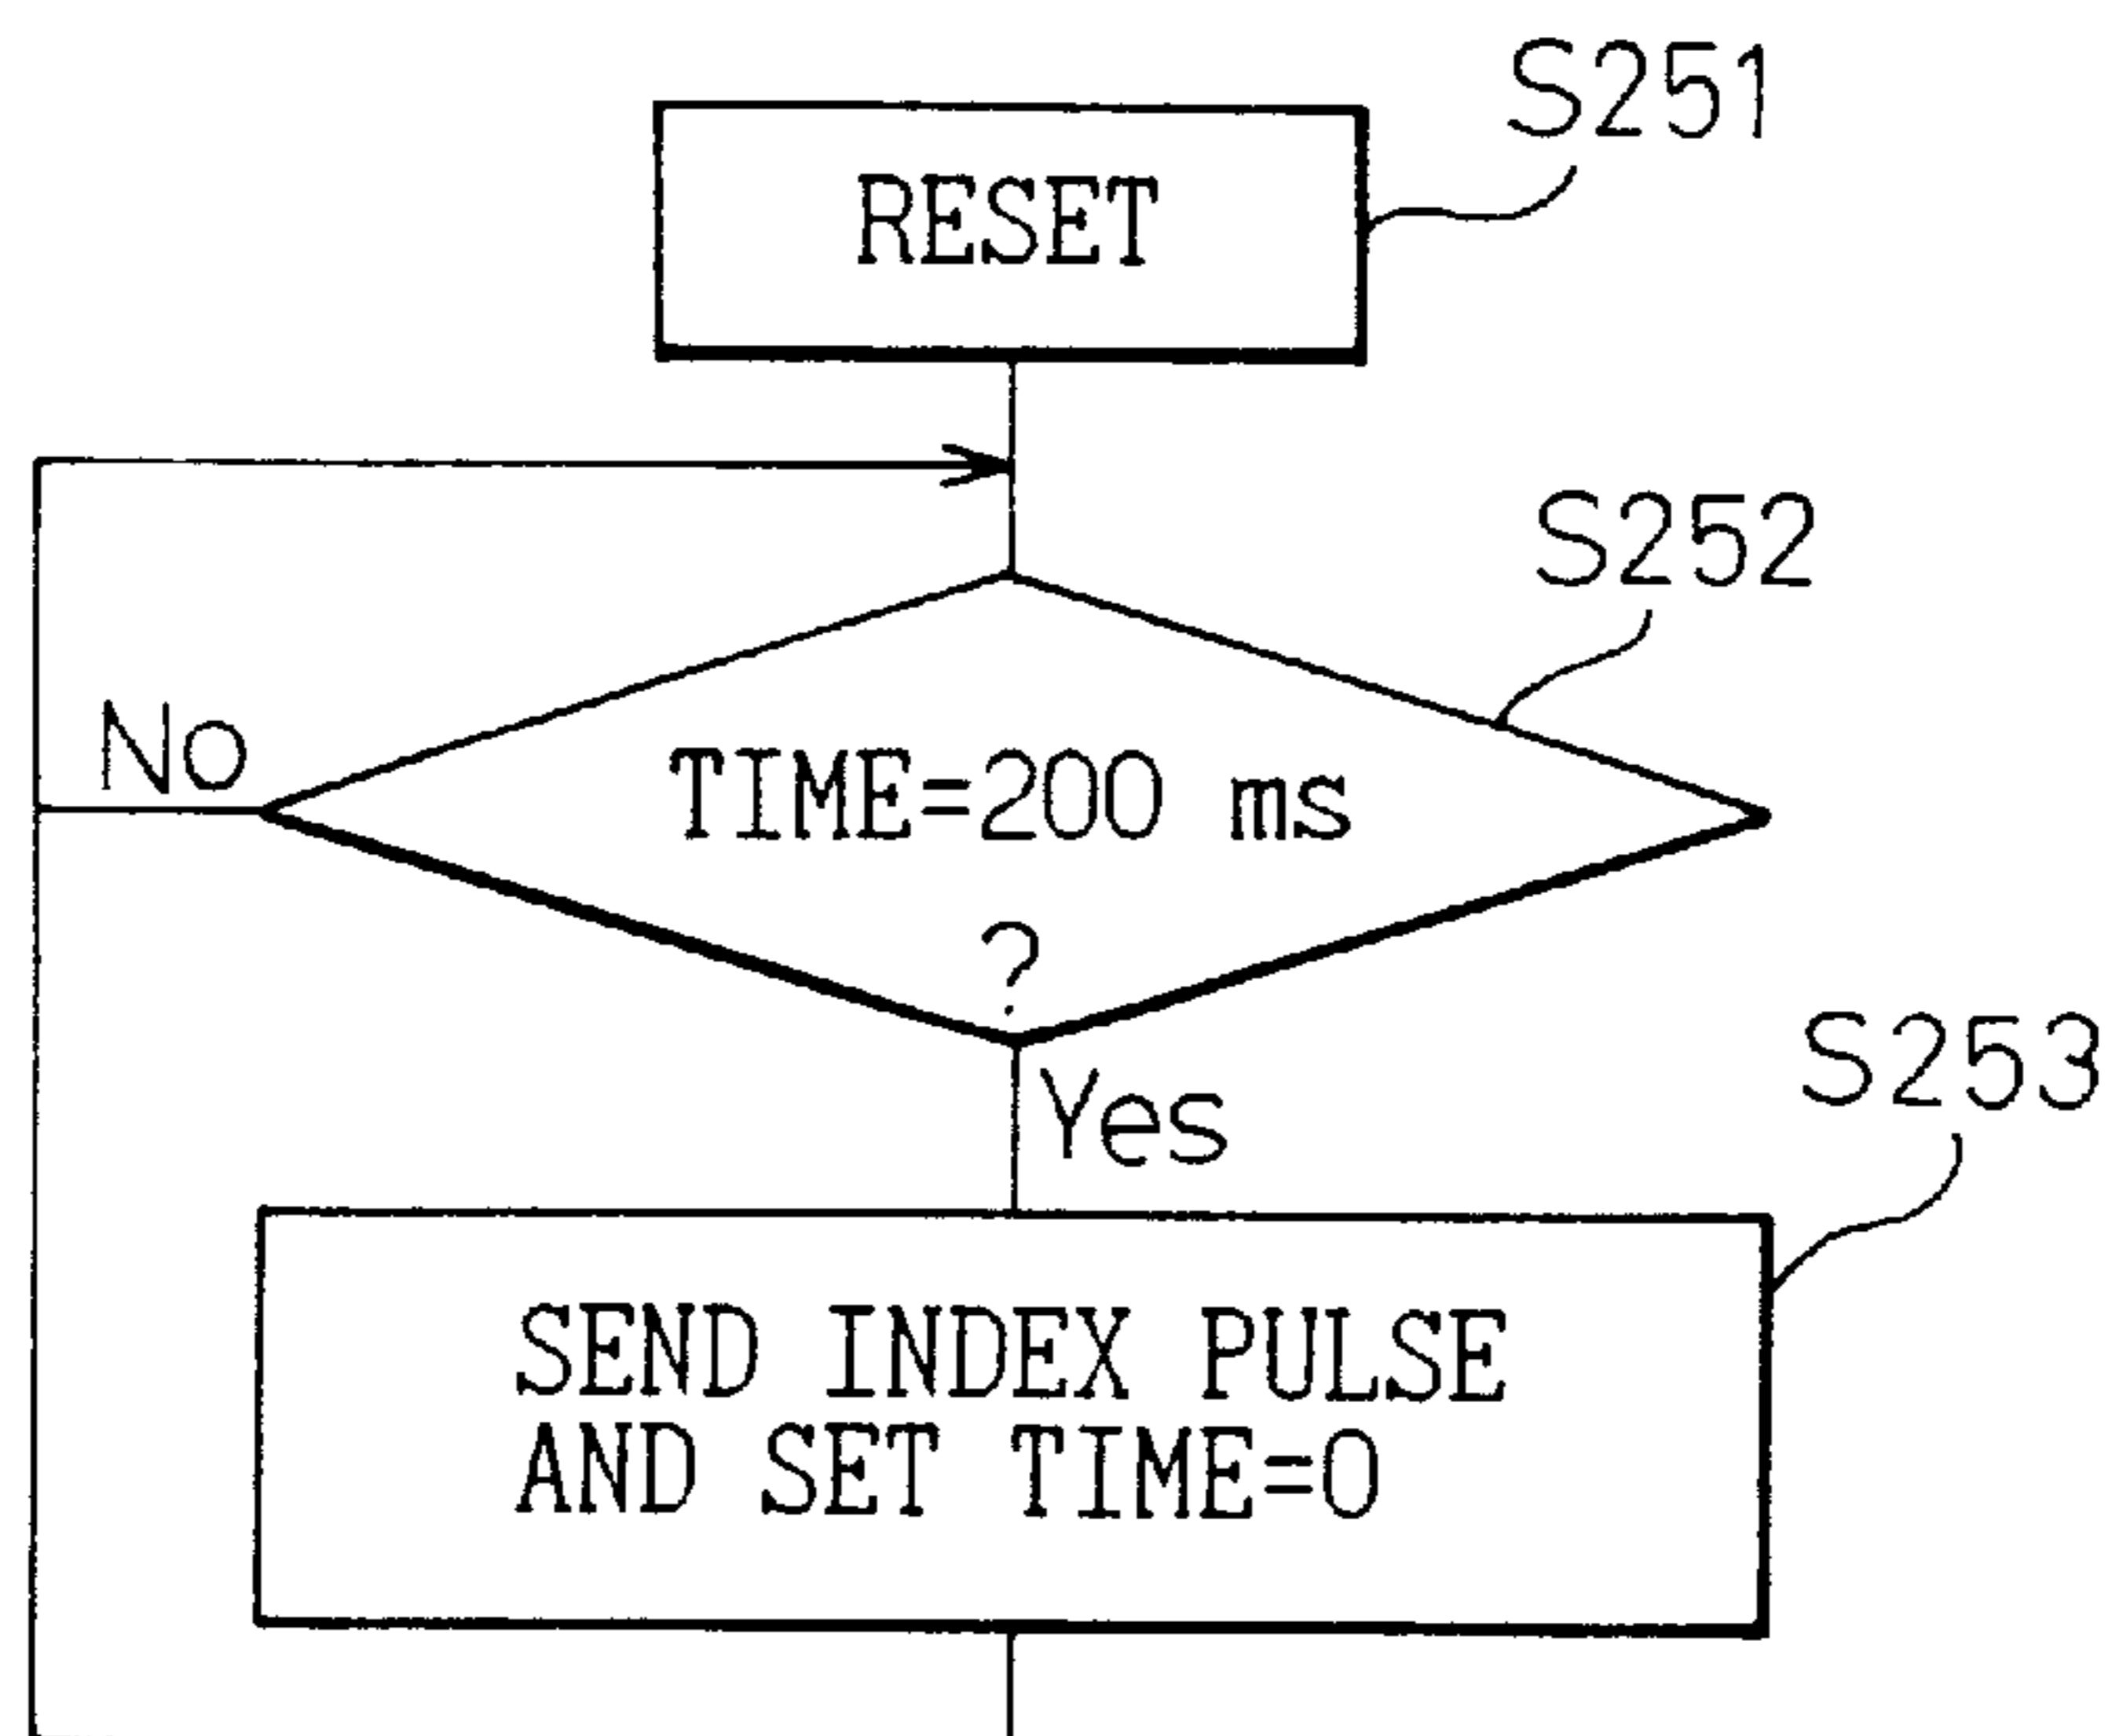 S251
RESET
S252
No
TIME=200 ms
?
Yes
S253
SEND INDEX PULSE
AND SET TIME=0